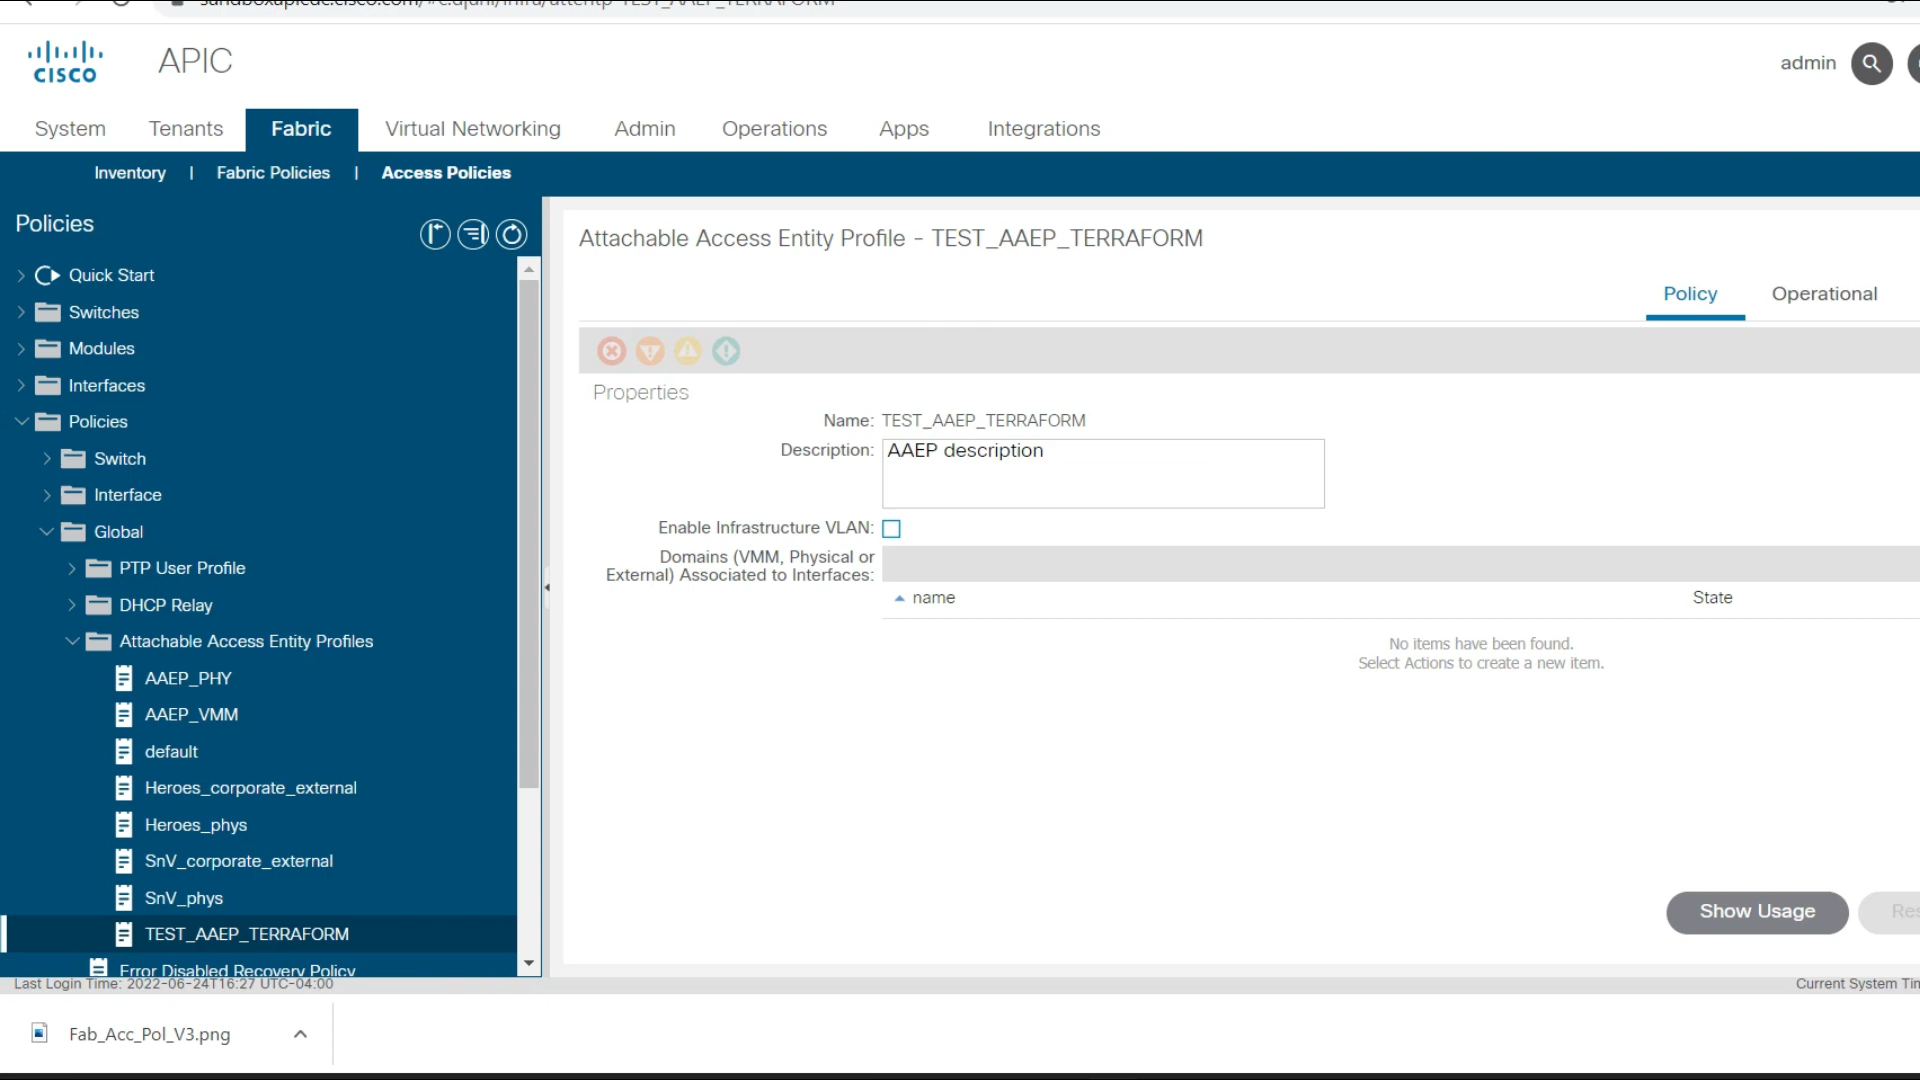 CISCO
APIC
admin
System
Tenants
Fabric
Virtual Networking
Admin
Operations
Apps
Integrations
Inventory | Fabric Policies | Access Policies
Policies
Quick Start
Switches
Modules
Interfaces
Policies
Switch
Interface
Global
PTP User Profile
DHCP Relay
Attachable Access Entity Profiles
AAEP_PHY
AAEP_VMM
default
Heroes_corporate_external
Heroes_phys
SnV_corporate_external
SnV_phys
TEST_AAEP_TERRAFORM
Error Disabled Recovery Policy
Attachable Access Entity Profile - TEST_AAEP_TERRAFORM
Policy
Operational
Properties
Name: TEST_AAEP_TERRAFORM
Description: AAEP description
Enable Infrastructure VLAN:
Domains (VMM, Physical or
External) Associated to Interfaces:
name
State
No items have been found.
Select Actions to create a new item.
Show Usage
Last Login Time: 2022-06-24T16:27 UTC-04:00
Current System
Fab_Acc_Pol_V3.png